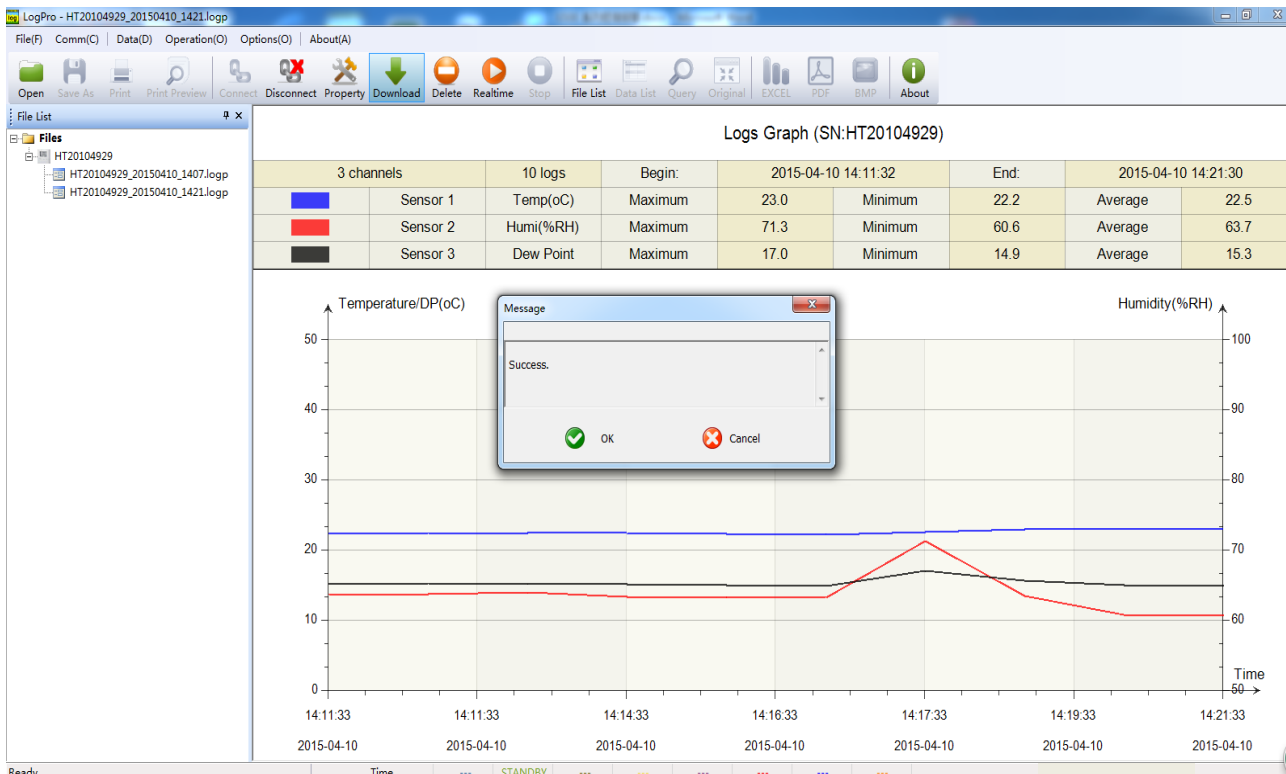 LogPro - HT20104929_20150410_1421.logp
File(F) Comm(C) Data(D) Operation(O) Options(O) About(A)
Open Save As Print Print Preview Connect Disconnect Property Download Delete Realtime Stop File List Data List Query Original EXCEL PDF BMP About
File List
Files
HT20104929
HT20104929_20150410_1407.logp
HT20104929_20150410_1421.logp
Logs Graph (SN:HT20104929)
3 channels 10 logs Begin: 2015-04-10 14:11:32 End: 2015-04-10 14:21:30
Sensor 1 Temp(oC) Maximum 23.0 Minimum 22.2 Average 22.5
Sensor 2 Humi(%RH) Maximum 71.3 Minimum 60.6 Average 63.7
Sensor 3 Dew Point Maximum 17.0 Minimum 14.9 Average 15.3
Temperature/DP(oC) Humidity(%RH)
Message
Success.
OK Cancel
50 100
40 90
30 80
20 70
10 60
Time
0 50
14:11:33 14:11:33 14:14:33 14:16:33 14:17:33 14:19:33 14:21:33
2015-04-10 2015-04-10 2015-04-10 2015-04-10 2015-04-10 2015-04-10 2015-04-10
Ready Time --- STANDBY --- --- --- --- --- ---